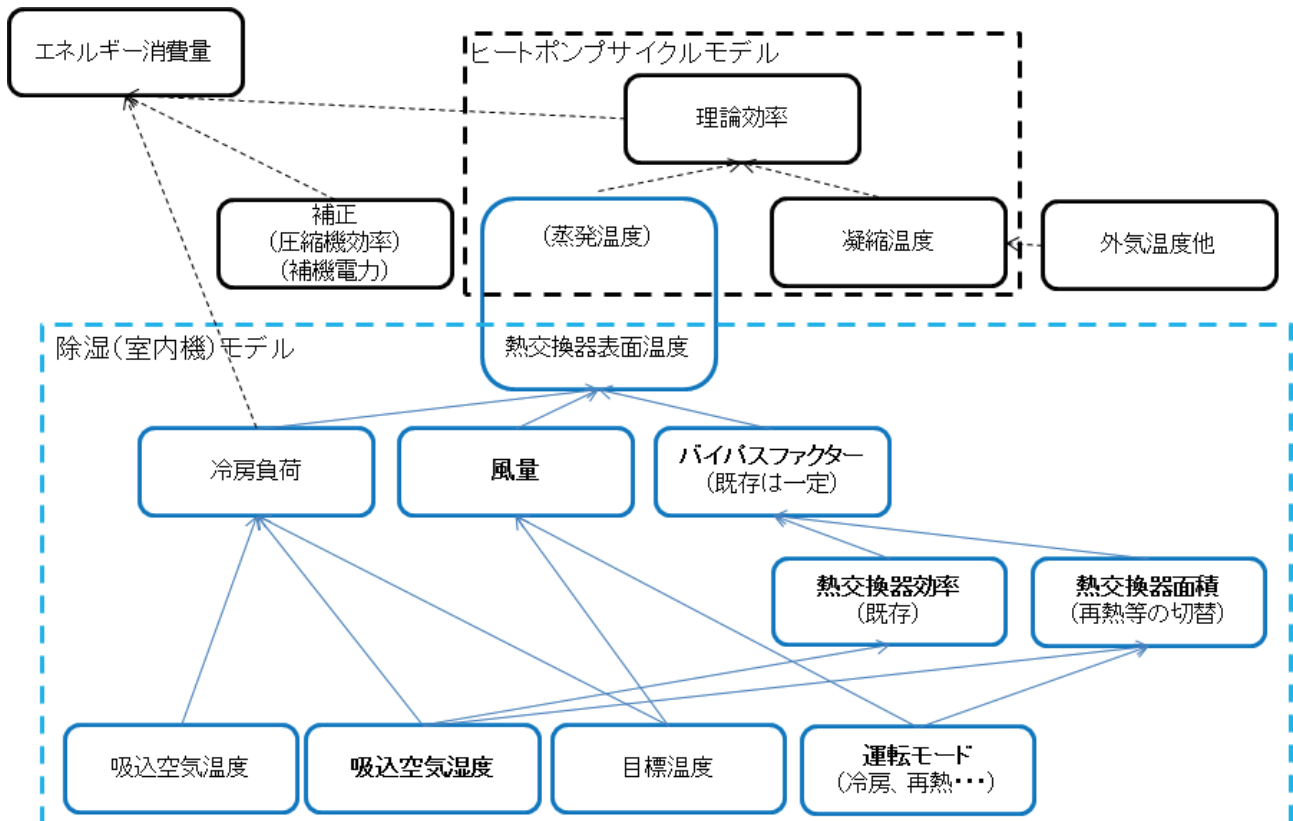 エネルギー消費量
ヒートポンプサイクルモデル
理論効率
補正
(圧縮機効率)
(補機電力)
(蒸発温度)
凝縮温度
外気温度他
除湿(室内機)モデル
熱交換器表面温度
冷房負荷
風量
バイパスファクター
(既存は一定)
熱交換器効率
(既存)
熱交換器面積
(再熱等の切替)
吸込空気温度
吸込空気湿度
目標温度
運転モード
(冷房、再熱・・・)